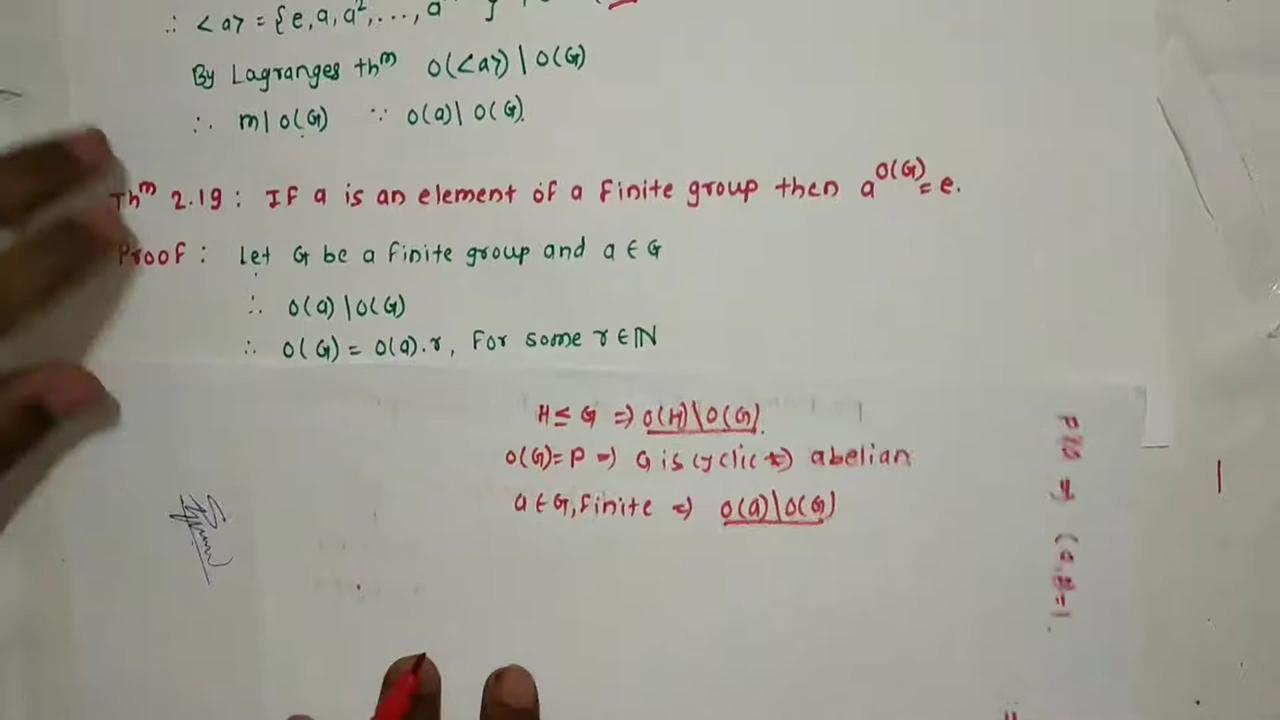 ∴ <a> = {e, a, a², ..., a }
By Lagranges thᵐ O(<a>) | O(G)
∴ m | O(G) ∵ O(a) | O(G).
Thᵐ 2.19 : If a is an element of a finite group then a^O(G) = e.
Proof : Let G be a finite group and a ∈ G
∴ O(a) | O(G)
∴ O(G) = O(a).r, For some r ∈ ℕ
H ≤ G ⇒ O(H) \ O(G).
O(G) = P ⇒ G is cyclic ⇒ abelian
a ∈ G, finite ⇒ O(a) \ O(G)